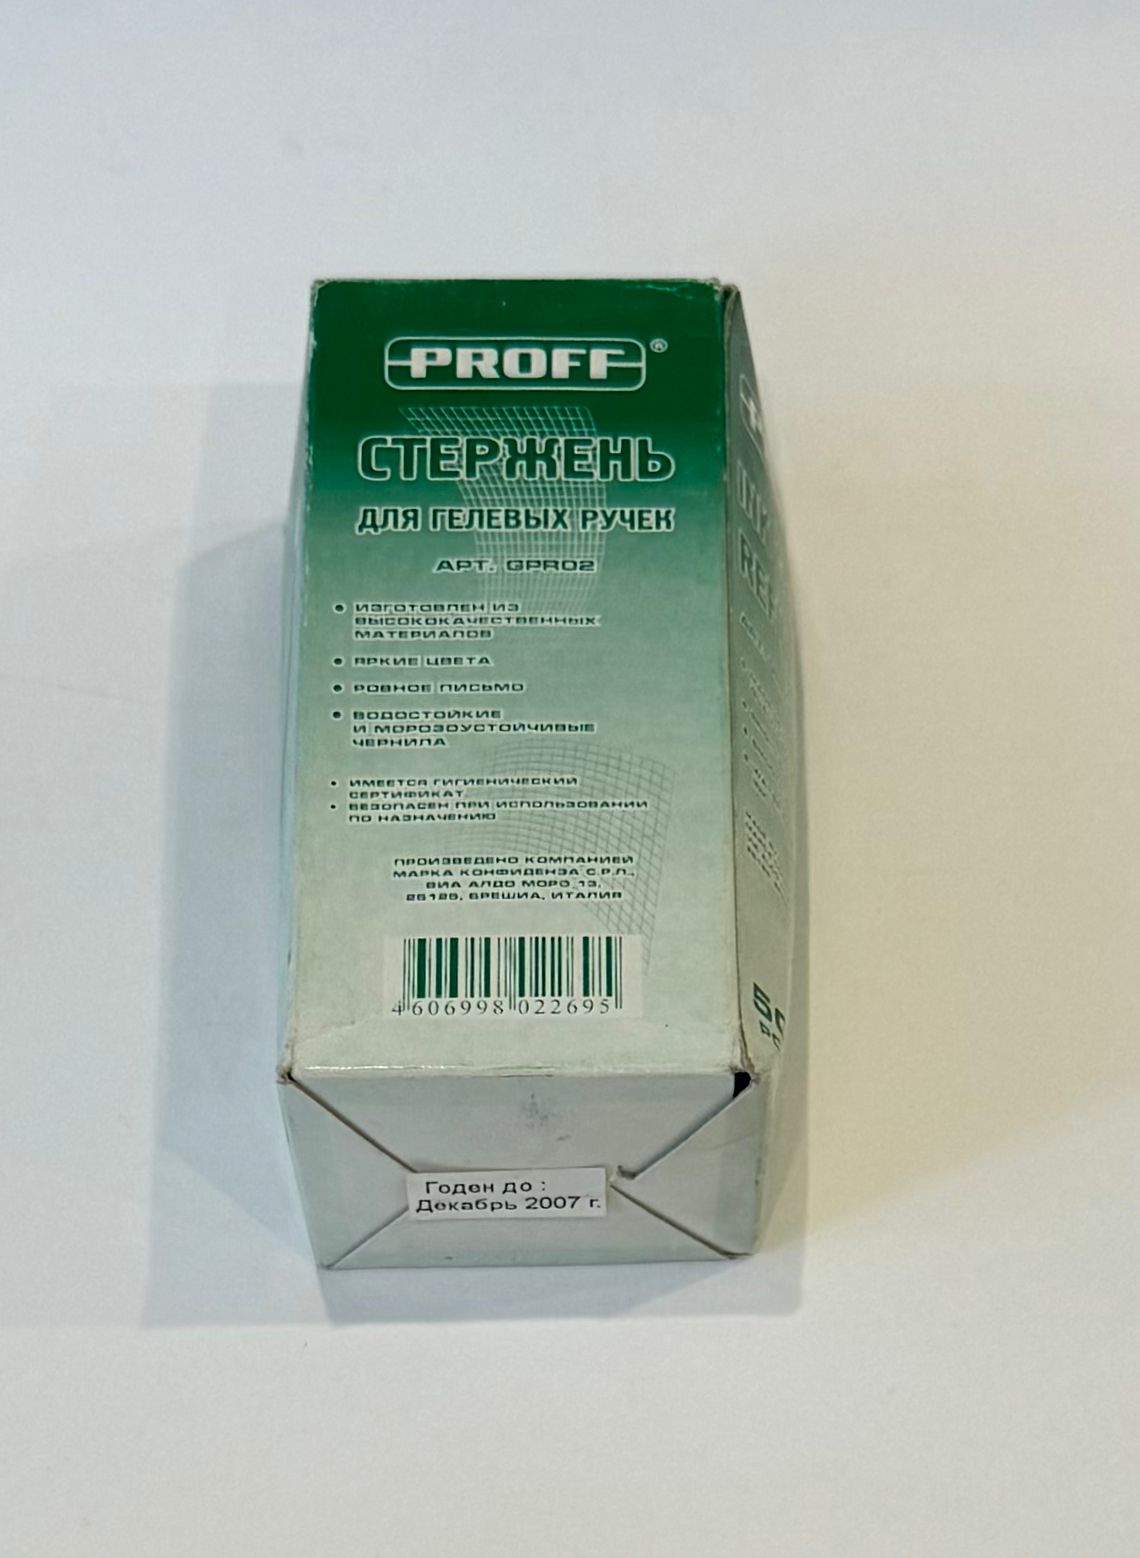 PROFF®
СТЕРЖЕНЬ
ДЛЯ ГЕЛЕВЫХ РУЧЕК
АРТ. GPR02
• ИЗГОТОВЛЕН ИЗ
ВЫСОКОКАЧЕСТВЕННЫХ
МАТЕРИАЛОВ
• ЯРКИЕ ЦВЕТА
• РОВНОЕ ПИСЬМО
• ВОДОСТОЙКИЕ
И МОРОЗОУСТОЙЧИВЫЕ
ЧЕРНИЛА
• ИМЕЕТСЯ ГИГИЕНИЧЕСКИЙ
СЕРТИФИКАТ
• БЕЗОПАСЕН ПРИ ИСПОЛЬЗОВАНИИ
ПО НАЗНАЧЕНИЮ
ПРОИЗВЕДЕНО КОМПАНИЕЙ
МАРКА КОНФИДЕНЗА С.Р.Л.,
ВИА АЛДО МОРО 13,
25125, БРЕШИА, ИТАЛИЯ
4 606998 022695
Годен до :
Декабрь 2007 г.